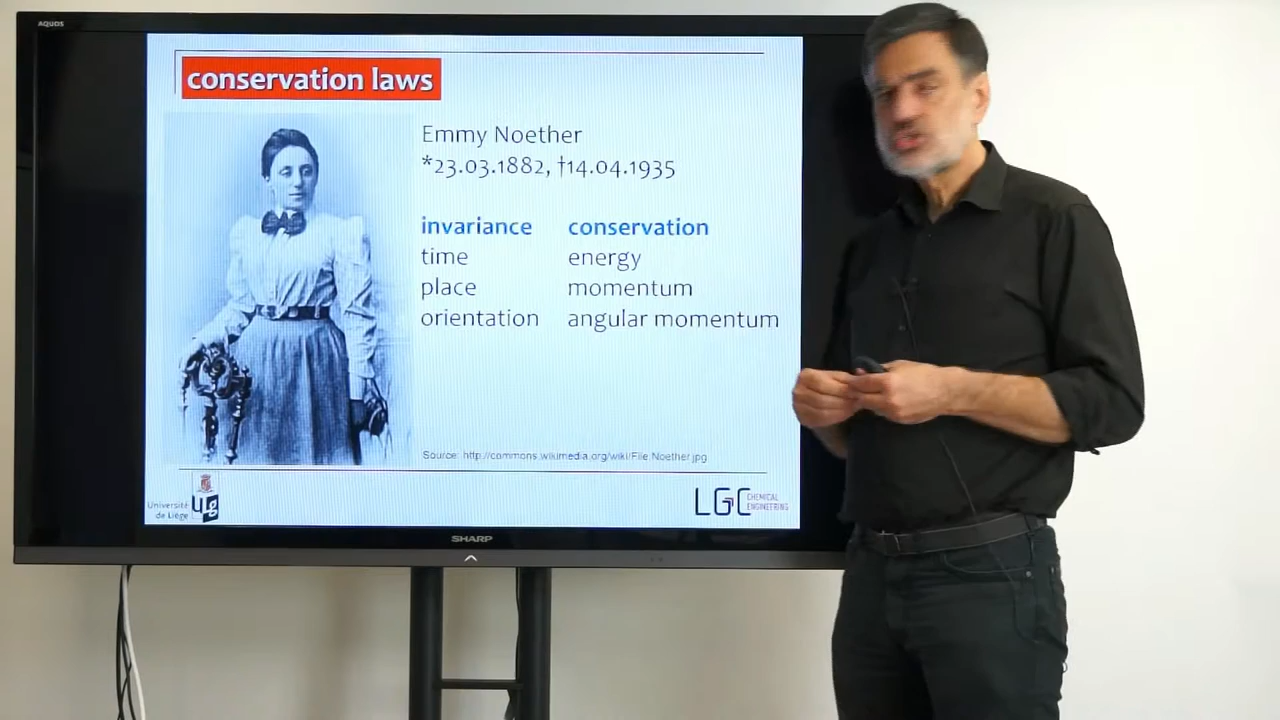 AQUOS
conservation laws
Emmy Noether
*23.03.1882, †14.04.1935
invariance conservation
time energy
place momentum
orientation angular momentum
Source: http://commons.wikimedia.org/wiki/File:Noether.jpg
Université
de Liège
ulg
LGC CHEMICAL
ENGINEERING
SHARP